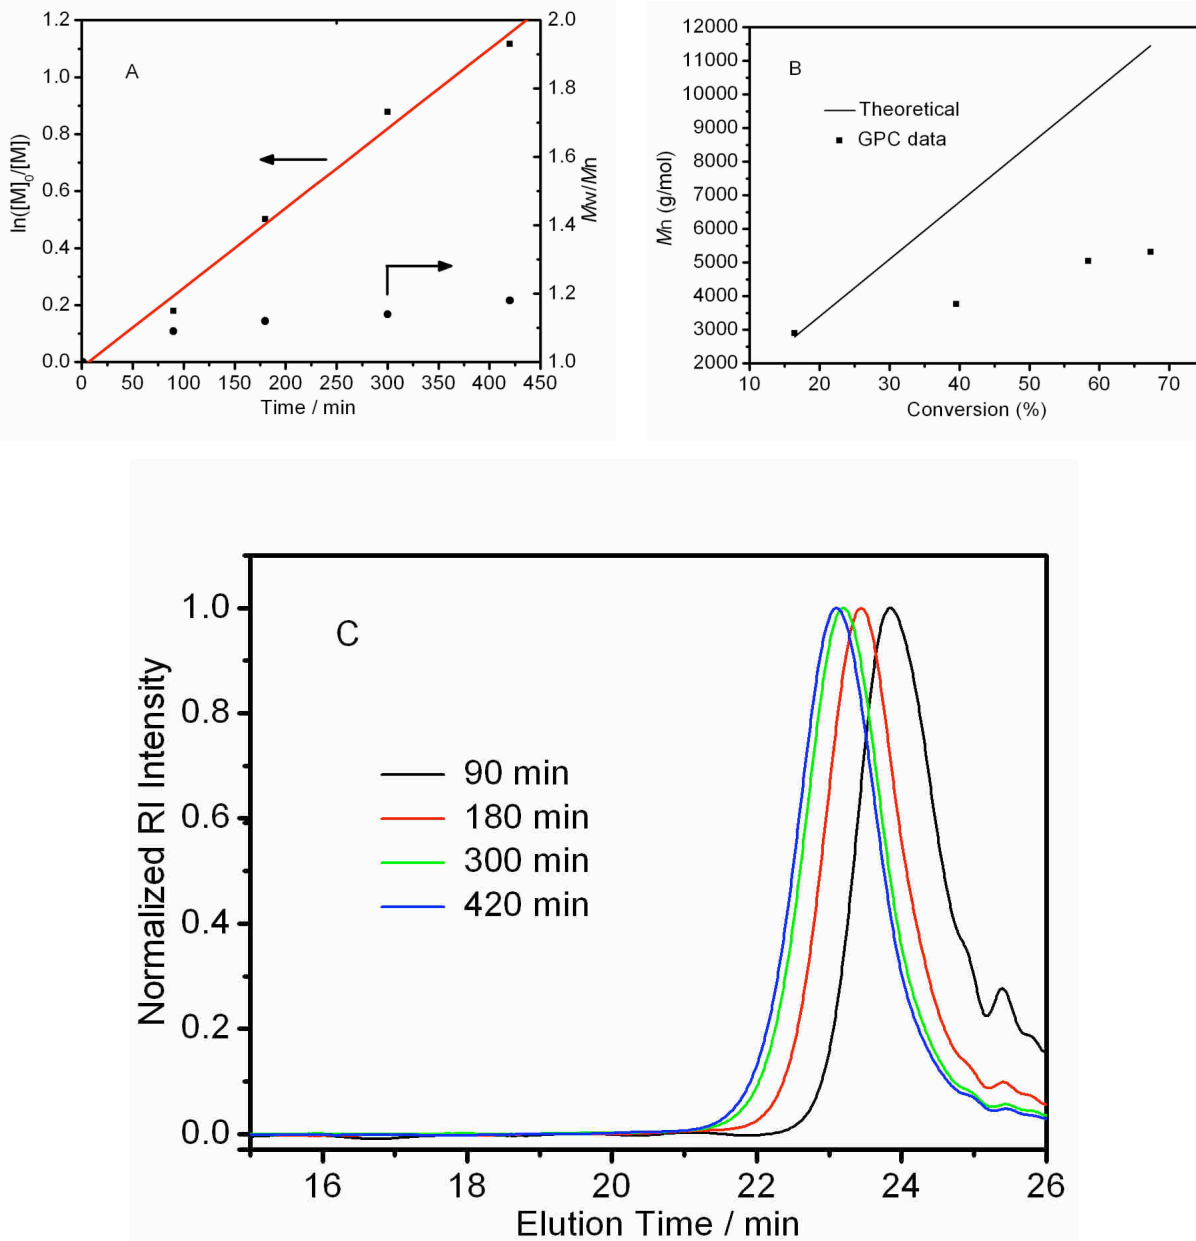 A
ln([M]0/[M])
1.2
1.0
0.8
0.6
0.4
0.2
0.0
0 50 100 150 200 250 300 350 400 450
Time / min
2.0
1.8
1.6
1.4
1.2
1.0
Mw/Mn
B
Theoretical
GPC data
Mn (g/mol)
12000
11000
10000
9000
8000
7000
6000
5000
4000
3000
2000
10 20 30 40 50 60 70
Conversion (%)
C
Normalized RI Intensity
1.0
0.8
0.6
0.4
0.2
0.0
90 min
180 min
300 min
420 min
16 18 20 22 24 26
Elution Time / min